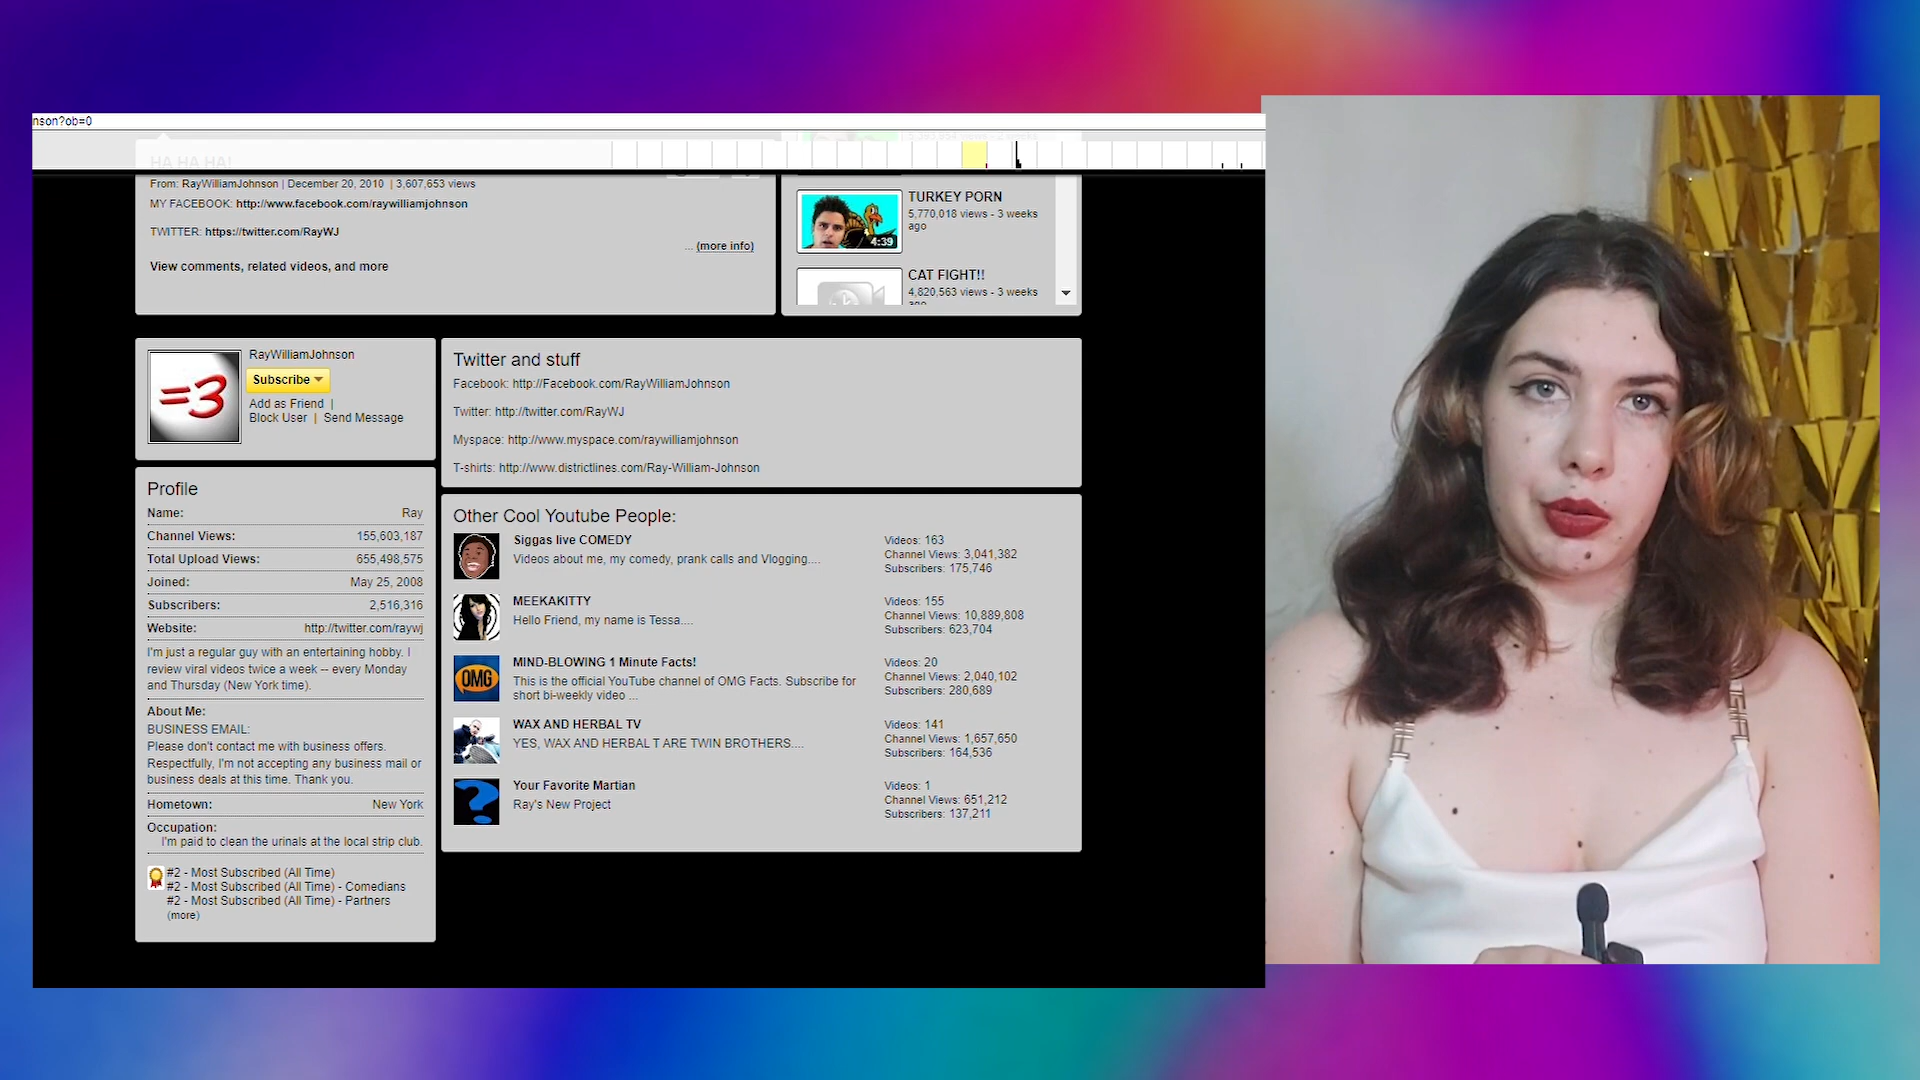 nson?ob=0
HA HA HA!
From: RayWilliamJohnson | December 20, 2010 | 3,607,653 views
MY FACEBOOK: http://www.facebook.com/raywilliamjohnson
TWITTER: https://twitter.com/RayWJ
... (more info)
View comments, related videos, and more
TURKEY PORN
5,770,018 views - 3 weeks
ago
4:39
CAT FIGHT!!
4,820,563 views - 3 weeks
ago
=3
RayWilliamJohnson
Subscribe
Add as Friend |
Block User | Send Message
Profile
Name: Ray
Channel Views: 155,603,187
Total Upload Views: 655,498,575
Joined: May 25, 2008
Subscribers: 2,516,316
Website: http://twitter.com/raywj
I'm just a regular guy with an entertaining hobby. I
review viral videos twice a week -- every Monday
and Thursday (New York time).
About Me:
BUSINESS EMAIL:
Please don't contact me with business offers.
Respectfully, I'm not accepting any business mail or
business deals at this time. Thank you.
Hometown: New York
Occupation:
I'm paid to clean the urinals at the local strip club.
#2 - Most Subscribed (All Time)
#2 - Most Subscribed (All Time) - Comedians
#2 - Most Subscribed (All Time) - Partners
(more)
Twitter and stuff
Facebook: http://Facebook.com/RayWilliamJohnson
Twitter: http://twitter.com/RayWJ
Myspace: http://www.myspace.com/raywilliamjohnson
T-shirts: http://www.districtlines.com/Ray-William-Johnson
Other Cool Youtube People:
Siggas live COMEDY
Videos about me, my comedy, prank calls and Vlogging....
Videos: 163
Channel Views: 3,041,382
Subscribers: 175,746
MEEKAKITTY
Hello Friend, my name is Tessa....
Videos: 155
Channel Views: 10,889,808
Subscribers: 623,704
OMG
MIND-BLOWING 1 Minute Facts!
This is the official YouTube channel of OMG Facts. Subscribe for
short bi-weekly video ...
Videos: 20
Channel Views: 2,040,102
Subscribers: 280,689
WAX AND HERBAL TV
YES, WAX AND HERBAL T ARE TWIN BROTHERS....
Videos: 141
Channel Views: 1,657,650
Subscribers: 164,536
?
Your Favorite Martian
Ray's New Project
Videos: 1
Channel Views: 651,212
Subscribers: 137,211